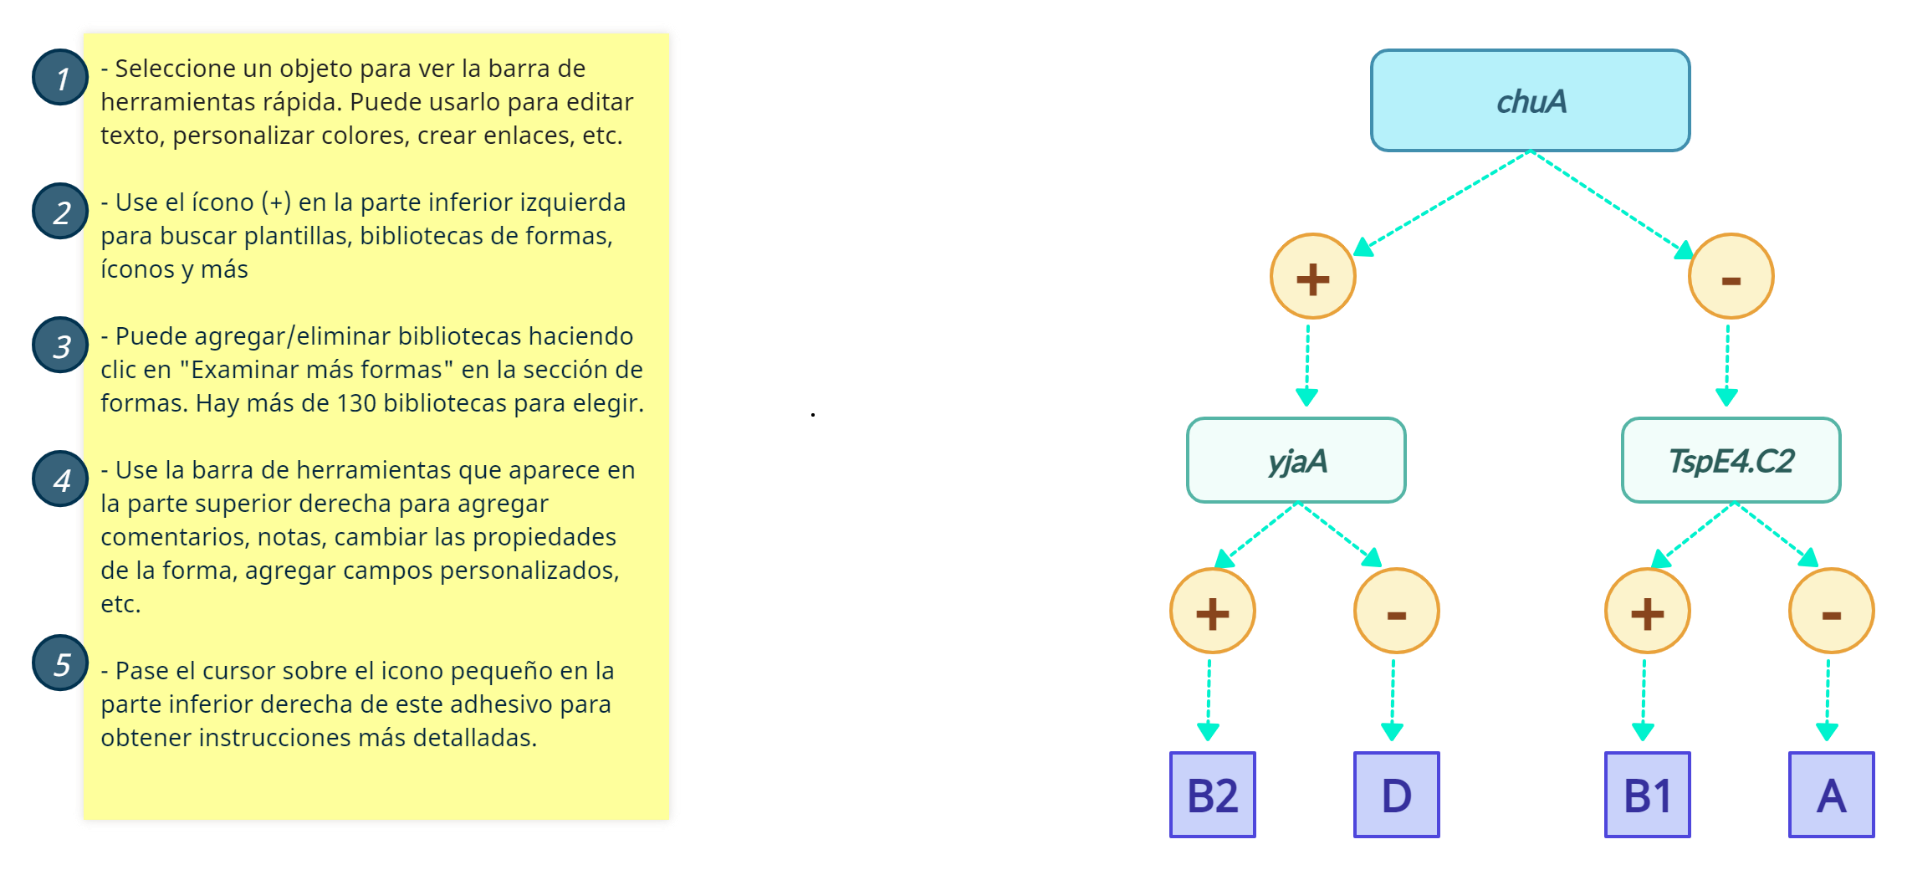 1
- Seleccione un objeto para ver la barra de
herramientas rápida. Puede usarlo para editar
texto, personalizar colores, crear enlaces, etc.
2
- Use el ícono (+) en la parte inferior izquierda
para buscar plantillas, bibliotecas de formas,
íconos y más
3
- Puede agregar/eliminar bibliotecas haciendo
clic en "Examinar más formas" en la sección de
formas. Hay más de 130 bibliotecas para elegir.
4
- Use la barra de herramientas que aparece en
la parte superior derecha para agregar
comentarios, notas, cambiar las propiedades
de la forma, agregar campos personalizados,
etc.
5
- Pase el cursor sobre el icono pequeño en la
parte inferior derecha de este adhesivo para
obtener instrucciones más detalladas.
.
chuA
+ -
yjaA TspE4.C2
+ - + -
B2 D B1 A